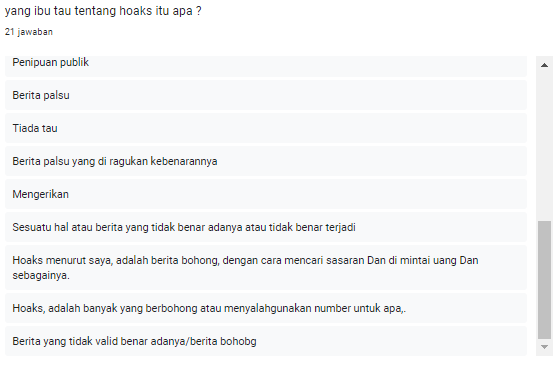 yang ibu tau tentang hoaks itu apa ?
21 jawaban
Penipuan publik
Berita palsu
Tiada tau
Berita palsu yang di ragukan kebenarannya
Mengerikan
Sesuatu hal atau berita yang tidak benar adanya atau tidak benar terjadi
Hoaks menurut saya, adalah berita bohong, dengan cara mencari sasaran Dan di mintai uang Dan
sebagainya.
Hoaks, adalah banyak yang berbohong atau menyalahgunakan number untuk apa,.
Berita yang tidak valid benar adanya/berita bohobg